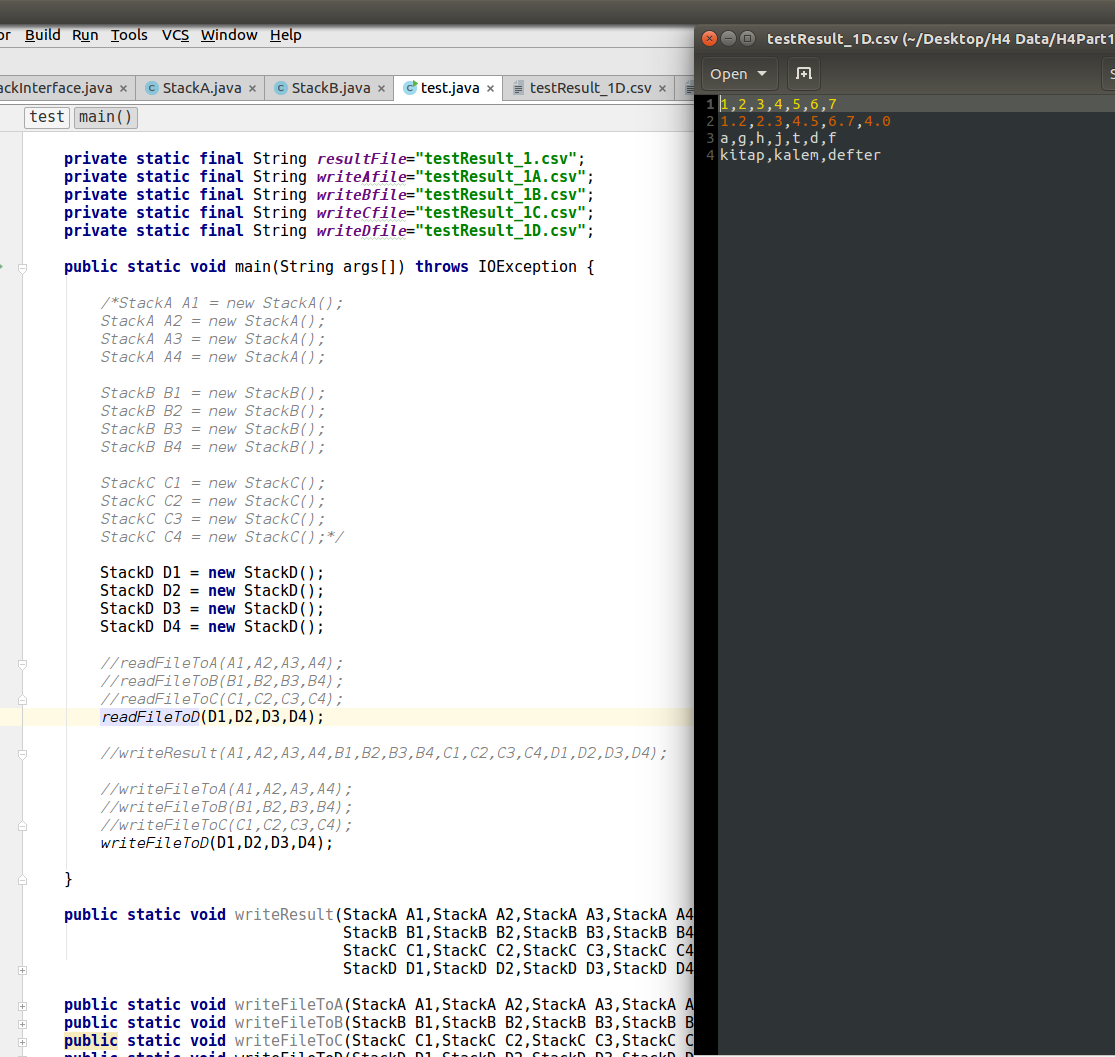 or Build Run Tools VCS Window Help
ackInterface.java × StackA.java × StackB.java × test.java × testResult_1D.csv ×
test main()
private static final String resultFile="testResult_1.csv";
private static final String writeAfile="testResult_1A.csv";
private static final String writeBfile="testResult_1B.csv";
private static final String writeCfile="testResult_1C.csv";
private static final String writeDfile="testResult_1D.csv";
public static void main(String args[]) throws IOException {
/*StackA A1 = new StackA();
StackA A2 = new StackA();
StackA A3 = new StackA();
StackA A4 = new StackA();
StackB B1 = new StackB();
StackB B2 = new StackB();
StackB B3 = new StackB();
StackB B4 = new StackB();
StackC C1 = new StackC();
StackC C2 = new StackC();
StackC C3 = new StackC();
StackC C4 = new StackC();*/
StackD D1 = new StackD();
StackD D2 = new StackD();
StackD D3 = new StackD();
StackD D4 = new StackD();
//readFileToA(A1,A2,A3,A4);
//readFileToB(B1,B2,B3,B4);
//readFileToC(C1,C2,C3,C4);
readFileToD(D1,D2,D3,D4);
//writeResult(A1,A2,A3,A4,B1,B2,B3,B4,C1,C2,C3,C4,D1,D2,D3,D4);
//writeFileToA(A1,A2,A3,A4);
//writeFileToB(B1,B2,B3,B4);
//writeFileToC(C1,C2,C3,C4);
writeFileToD(D1,D2,D3,D4);
}
public static void writeResult(StackA A1,StackA A2,StackA A3,StackA A4
StackB B1,StackB B2,StackB B3,StackB B4
StackC C1,StackC C2,StackC C3,StackC C4
StackD D1,StackD D2,StackD D3,StackD D4
public static void writeFileToA(StackA A1,StackA A2,StackA A3,StackA A
public static void writeFileToB(StackB B1,StackB B2,StackB B3,StackB B
public static void writeFileToC(StackC C1,StackC C2,StackC C3,StackC C
public static void writeFileToD(StackD D1,StackD D2,StackD D3,StackD D
testResult_1D.csv (~/Desktop/H4 Data/H4Part1
Open S
1 1,2,3,4,5,6,7
2 1.2,2.3,4.5,6.7,4.0
3 a,g,h,j,t,d,f
4 kitap,kalem,defter